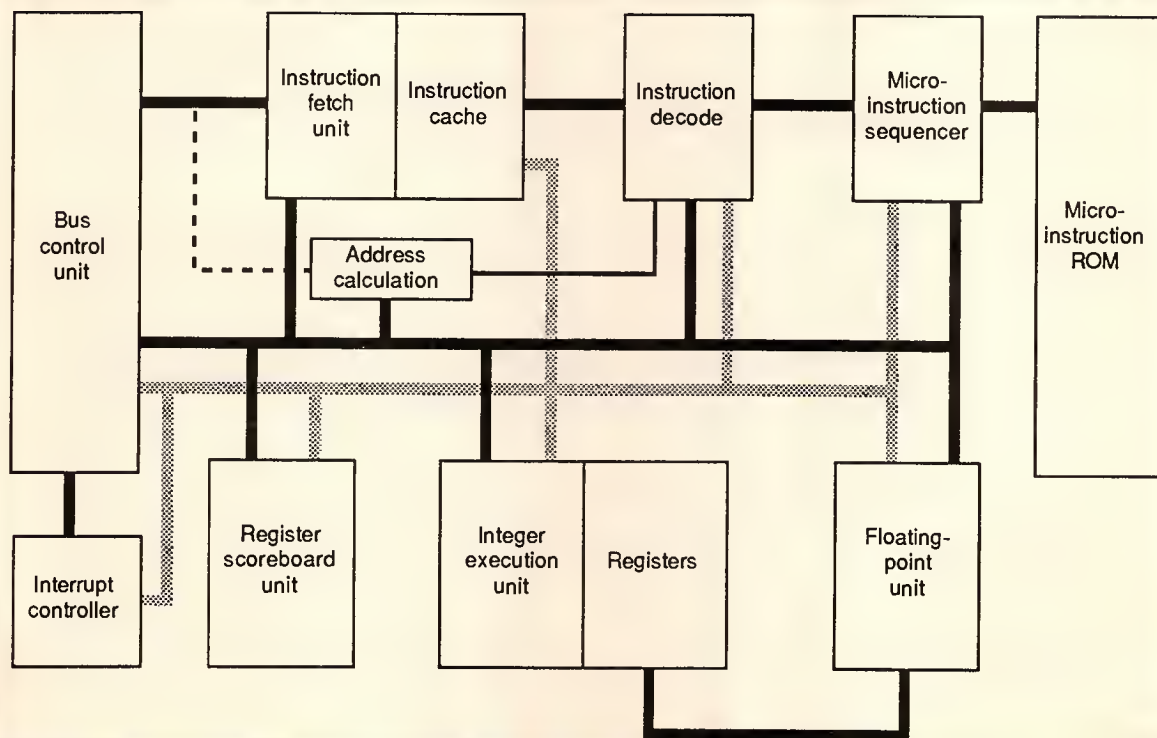 Instruction
fetch
unit
Instruction
cache
Instruction
decode
Micro-
instruction
sequencer
Bus
control
unit
Address
calculation
Micro-
instruction
ROM
Interrupt
controller
Register
scoreboard
unit
Integer
execution
unit
Registers
Floating-
point
unit